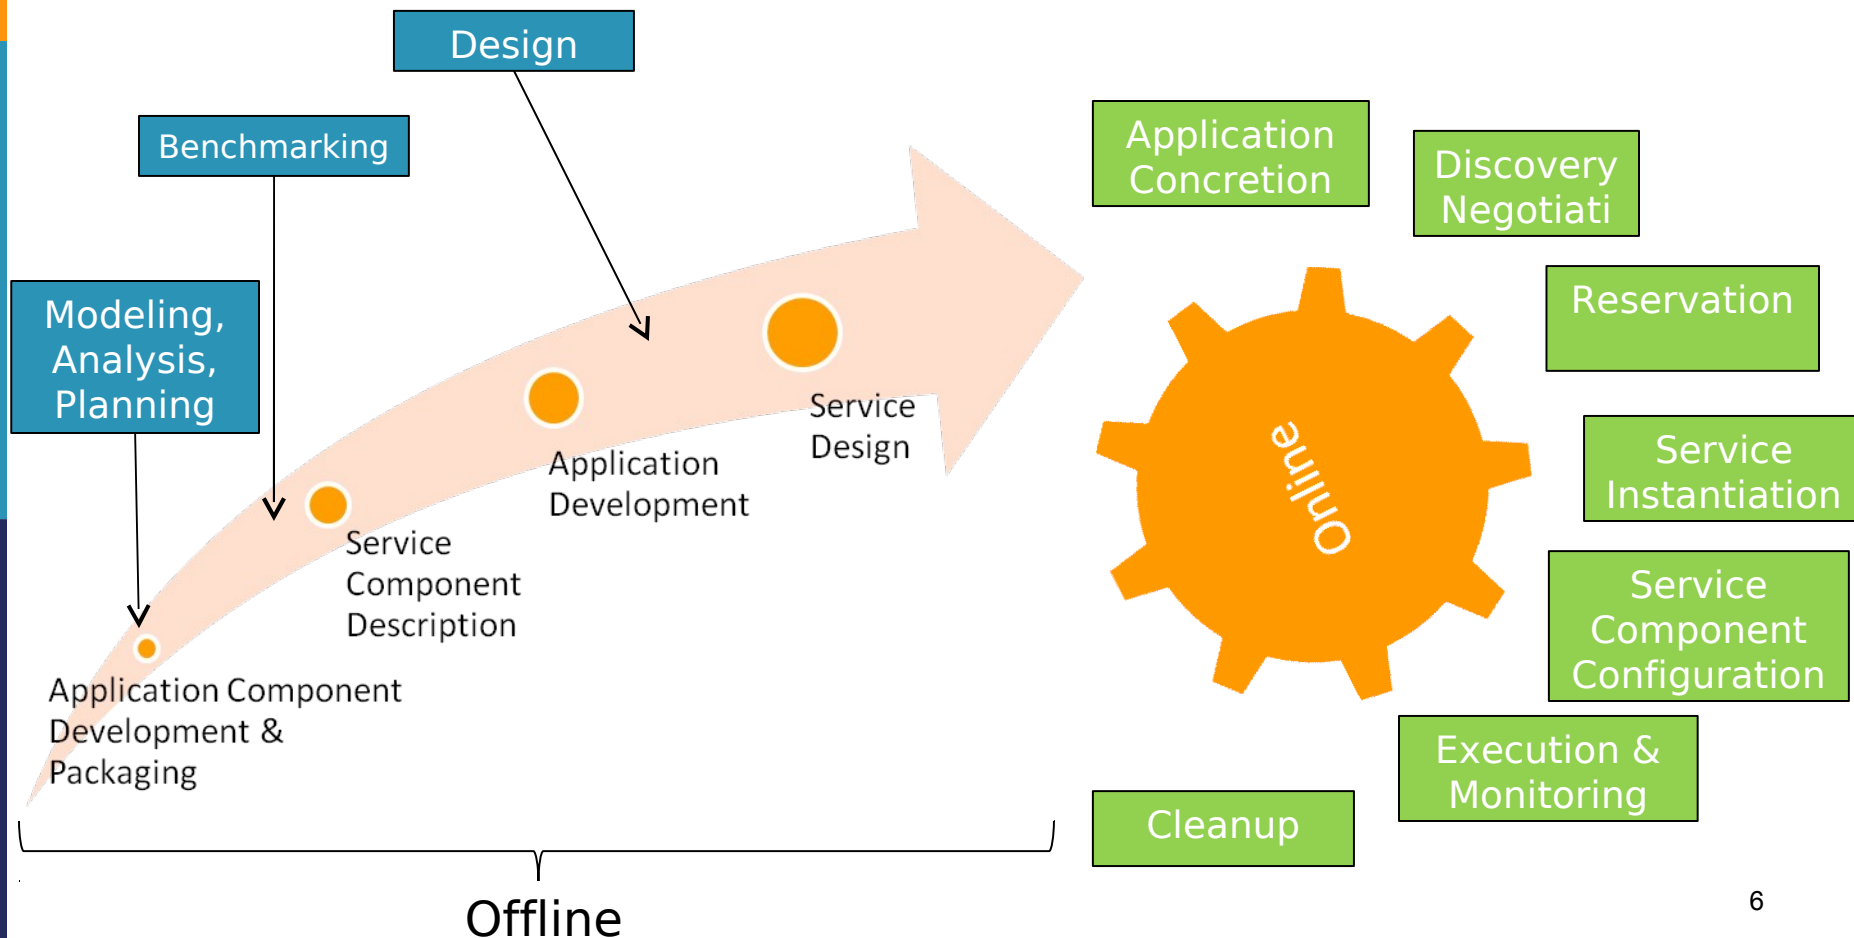 Design
Benchmarking
Modeling,
Analysis,
Planning
Application Component
Development &
Packaging
Service
Component
Description
Application
Development
Service
Design
Offline
Application
Concretion
Discovery
Negotiati
Reservation
Service
Instantiation
Service
Component
Configuration
Execution &
Monitoring
Cleanup
Online
6